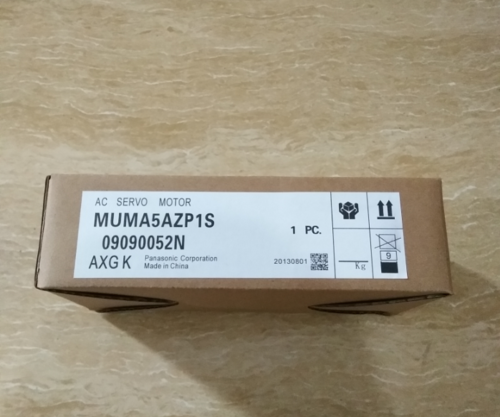 AC SERVO MOTOR
MUMA5AZP1S
1 PC.
09090052N
AXG K
Panasonic Corporation
Made in China
20130801
Kg
9